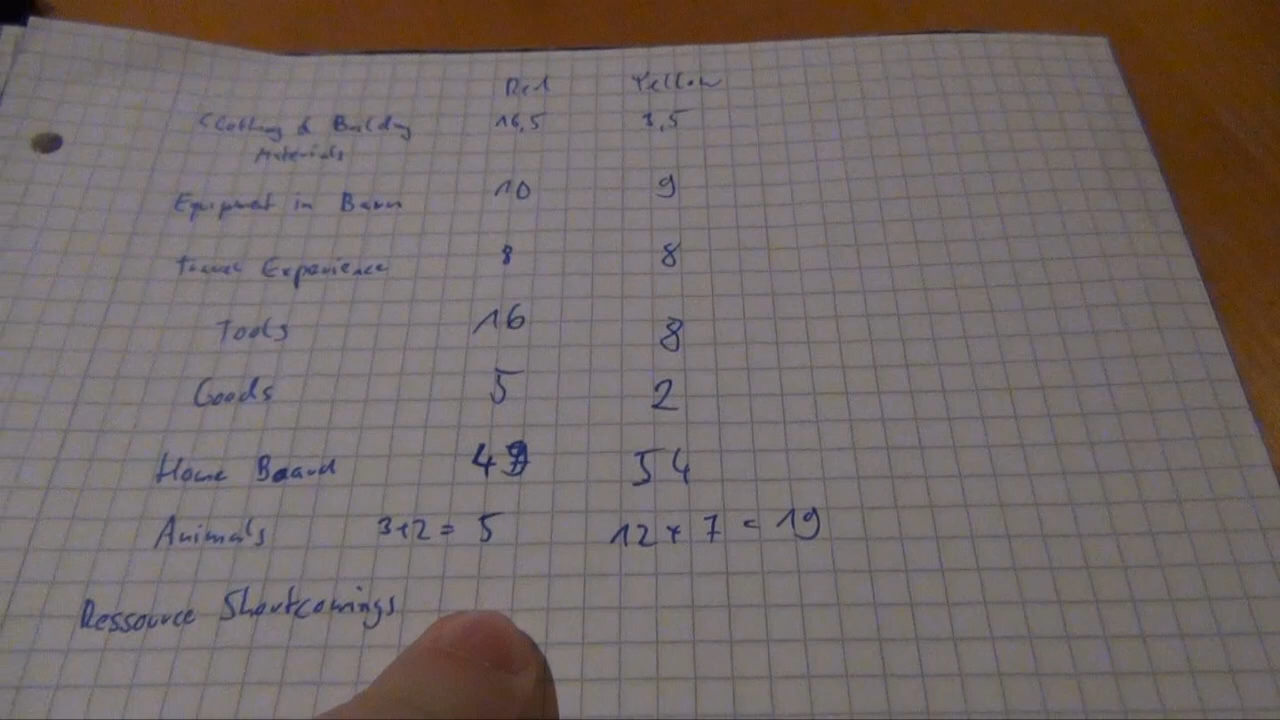 Red Yellow
Clothing & Building 16,5 3,5
Materials
Equipment in Barn 10 9
Travel Experience 8 8
Tools 16 8
Goods 5 2
Home Board 49 54
Animals 3+2= 5 12 + 7 = 19
Ressource Shortcomings